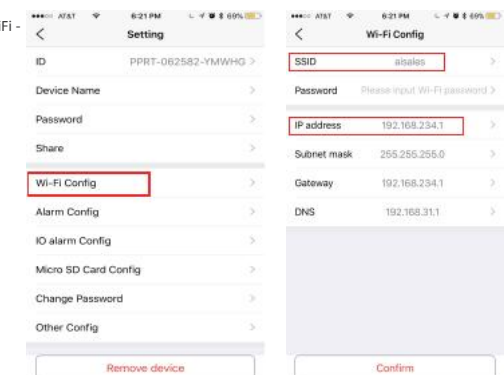 iFi -
AT&T 6:21 PM 69%
Setting
ID PPRT-062582-YMWHG >
Device Name >
Password >
Share >
Wi-Fi Config >
Alarm Config >
IO alarm Config >
Micro SD Card Config >
Change Password >
Other Config >
Remove device
AT&T 6:21 PM 69%
Wi-Fi Config
SSID aisales >
Password Please input Wi-Fi password >
IP address 192.168.234.1 >
Subnet mask 255.255.255.0 >
Gateway 192.168.234.1 >
DNS 192.168.31.1 >
Confirm